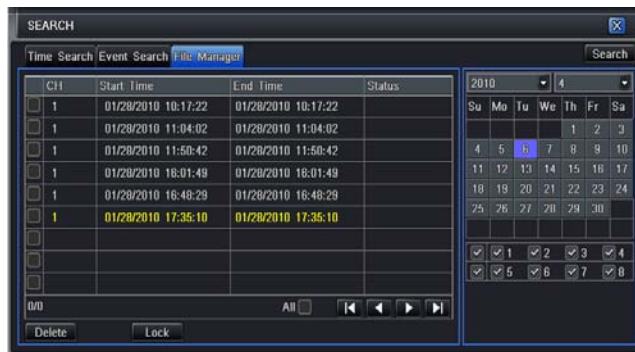 SEARCH
Time Search Event Search File Manager Search
CH Start Time End Time Status
1 01/28/2010 10:17:22 01/28/2010 10:17:22
1 01/28/2010 11:04:02 01/28/2010 11:04:02
1 01/28/2010 11:50:42 01/28/2010 11:50:42
1 01/28/2010 16:01:49 01/28/2010 16:01:49
1 01/28/2010 16:48:29 01/28/2010 16:48:29
1 01/28/2010 17:35:10 01/28/2010 17:35:10
0/0 All
Delete Lock
2010 4
Su Mo Tu We Th Fr Sa
1 2 3
4 5 6 7 8 9 10
11 12 13 14 15 16 17
18 19 20 21 22 23 24
25 26 27 28 29 30
1 2 3 4
5 6 7 8